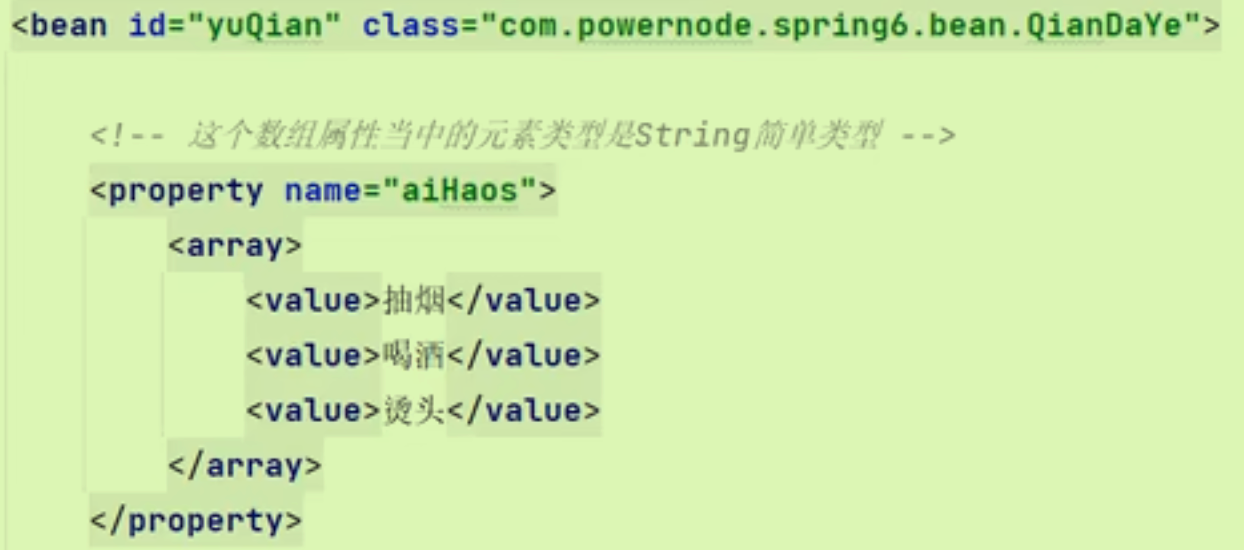 <bean id="yuQian" class="com.powernode.spring6.bean.QianDaYe">
<!-- 这个数组属性当中的元素类型是String简单类型 -->
<property name="aiHaos">
<array>
<value>抽烟</value>
<value>喝酒</value>
<value>烫头</value>
</array>
</property>